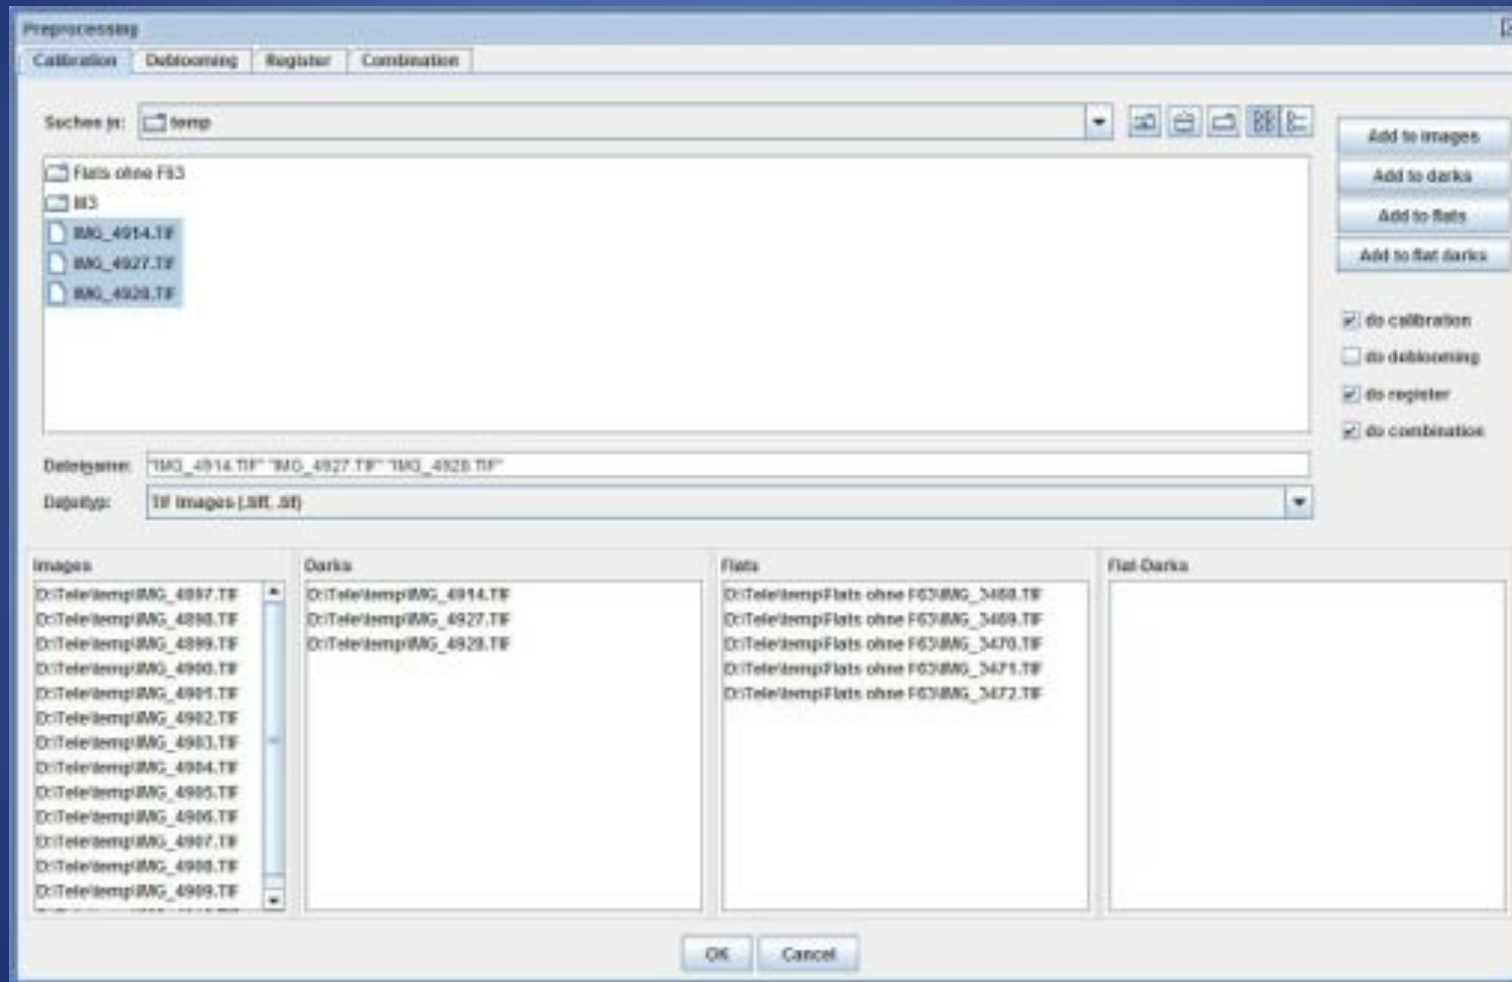 Preprocessing
Calibration Deblooming Register Combination
Suchen in: temp
Add to images
Flats ohne F63
Add to darks
M3
Add to flats
IMG_4914.TIF
Add to flat darks
IMG_4927.TIF
IMG_4928.TIF
do calibration
do deblooming
do register
do combination
Dateiname: "IMG_4914.TIF" "IMG_4927.TIF" "IMG_4928.TIF"
Dateityp: TIF Images (.tiff, .tif)
Images Darks Flats Flat-Darks
D:\Tele\temp\IMG_4897.TIF D:\Tele\temp\IMG_4914.TIF D:\Tele\temp\Flats ohne F63\IMG_3468.TIF
D:\Tele\temp\IMG_4898.TIF D:\Tele\temp\IMG_4927.TIF D:\Tele\temp\Flats ohne F63\IMG_3469.TIF
D:\Tele\temp\IMG_4899.TIF D:\Tele\temp\IMG_4928.TIF D:\Tele\temp\Flats ohne F63\IMG_3470.TIF
D:\Tele\temp\IMG_4900.TIF D:\Tele\temp\Flats ohne F63\IMG_3471.TIF
D:\Tele\temp\IMG_4901.TIF D:\Tele\temp\Flats ohne F63\IMG_3472.TIF
D:\Tele\temp\IMG_4902.TIF
D:\Tele\temp\IMG_4903.TIF
D:\Tele\temp\IMG_4904.TIF
D:\Tele\temp\IMG_4905.TIF
D:\Tele\temp\IMG_4906.TIF
D:\Tele\temp\IMG_4907.TIF
D:\Tele\temp\IMG_4908.TIF
D:\Tele\temp\IMG_4909.TIF
OK Cancel